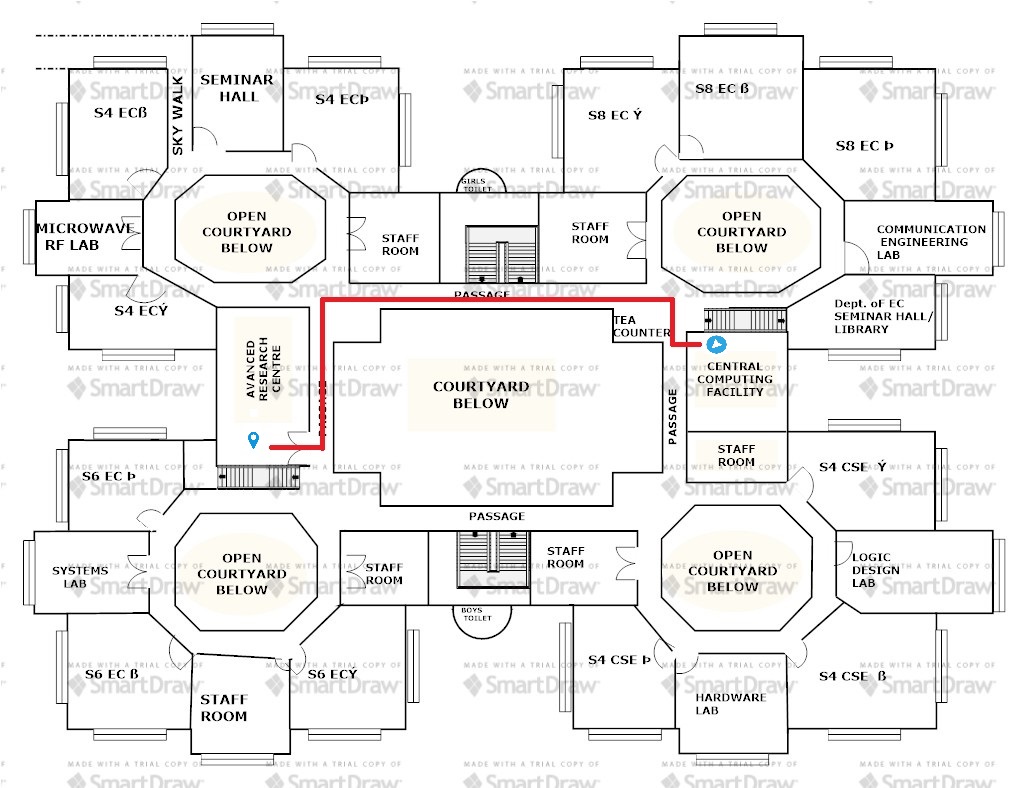 MADE WITH A TRIAL COPY OF
SmartDraw
SKY WALK
SEMINAR
HALL
S4 ECß
S4 ECÞ
S8 EC ß
S8 EC Ý
S8 EC Þ
GIRLS
TOILET
MICROWAVE
RF LAB
OPEN
COURTYARD
BELOW
STAFF
ROOM
STAFF
ROOM
OPEN
COURTYARD
BELOW
COMMUNICATION
ENGINEERING
LAB
S4 ECÝ
PASSAGE
Dept. of EC
SEMINAR HALL/
LIBRARY
TEA
COUNTER
AVANCED
RESEARCH
CENTRE
PASSAGE
COURTYARD
BELOW
PASSAGE
CENTRAL
COMPUTING
FACILITY
STAFF
ROOM
S6 EC Þ
S4 CSE Ý
PASSAGE
SYSTEMS
LAB
OPEN
COURTYARD
BELOW
STAFF
ROOM
STAFF
ROOM
OPEN
COURTYARD
BELOW
LOGIC
DESIGN
LAB
BOYS
TOILET
S6 EC ß
STAFF
ROOM
S6 ECÝ
S4 CSE Þ
HARDWARE
LAB
S4 CSE ß